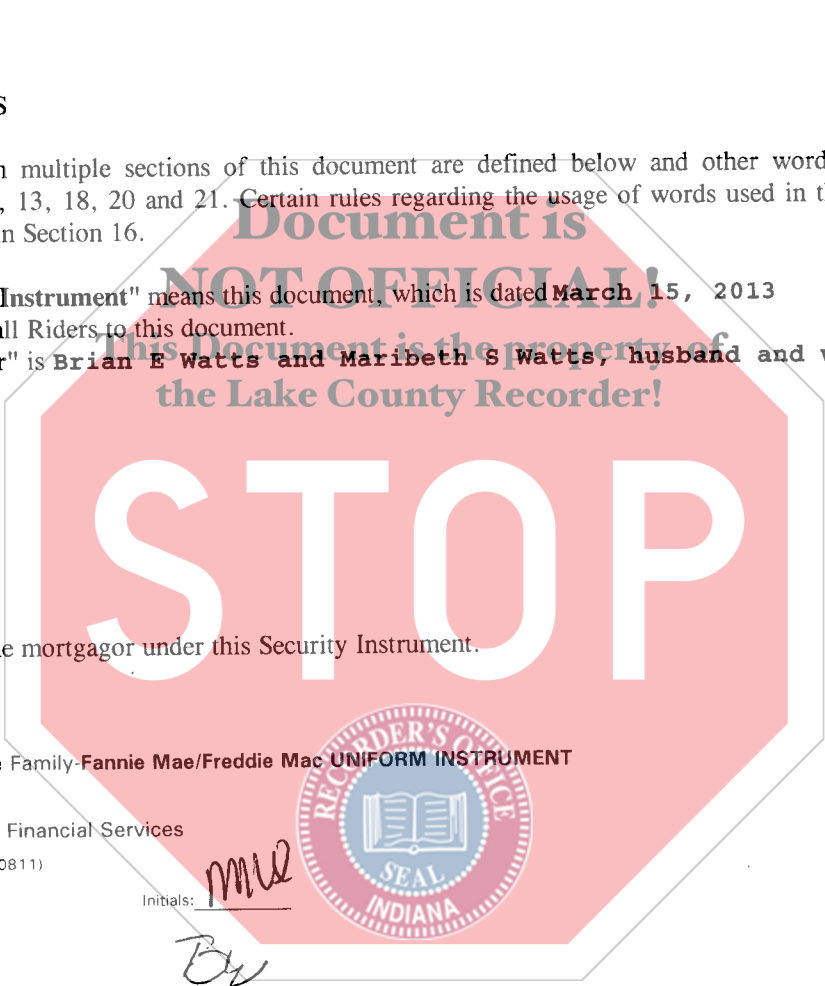 s
n multiple sections of this document are defined below and other word
, 13, 18, 20 and 21. Certain rules regarding the usage of words used in t
n Section 16.
Document is
NOT OFFICIAL!
Instrument" means this document, which is dated March 15, 2013
ll Riders to this document.
This Document is the property of
r" is Brian E Watts and Maribeth S Watts, husband and w
the Lake County Recorder!
STOP
e mortgagor under this Security Instrument.
RECORDER'S OFFICE
e Family-Fannie Mae/Freddie Mac UNIFORM INSTRUMENT
Financial Services
0811)
SEAL
Initials:
INDIANA